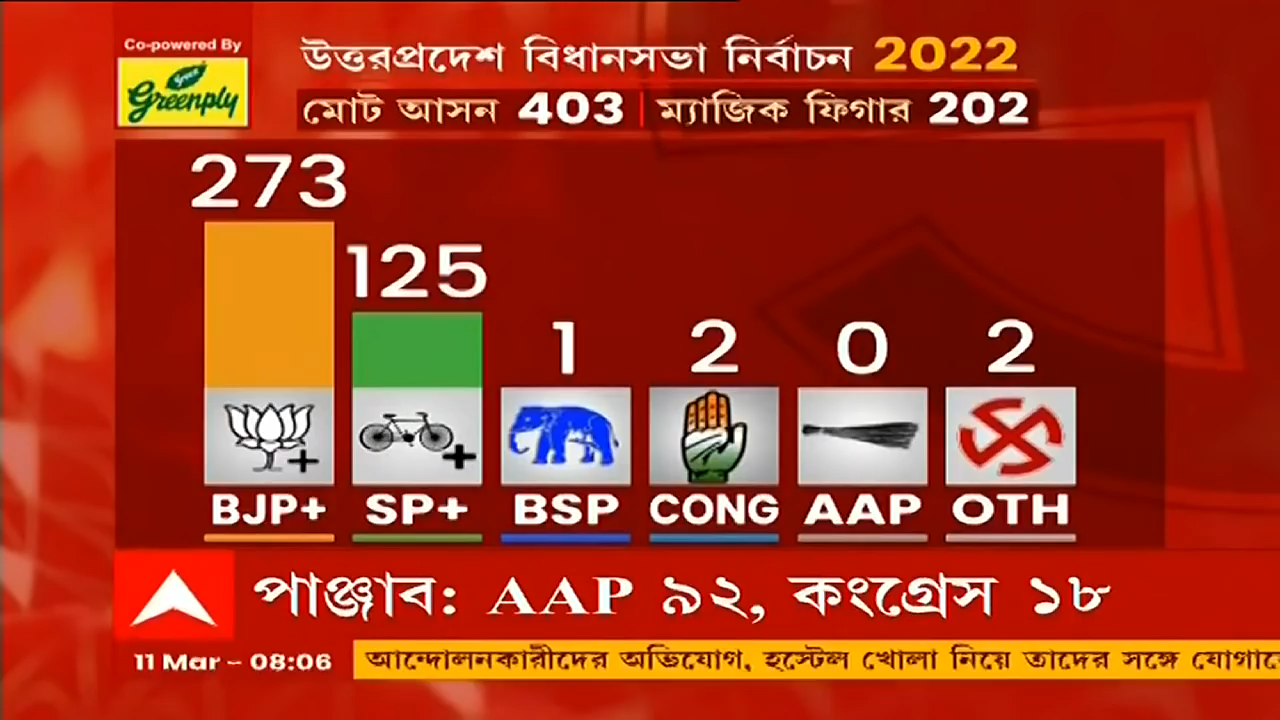 Co-powered By
Green
Greenply
উত্তরপ্রদেশ বিধানসভা নির্বাচন 2022
মোট আসন 403 | ম্যাজিক ফিগার 202
273 125 1 2 0 2
BJP+ SP+ BSP CONG AAP OTH
পাঞ্জাব: AAP ৯২, কংগ্রেস ১৮
11 Mar - 08:06
আন্দোলনকারীদের অভিযোগ, হস্টেল খোলা নিয়ে তাদের সঙ্গে